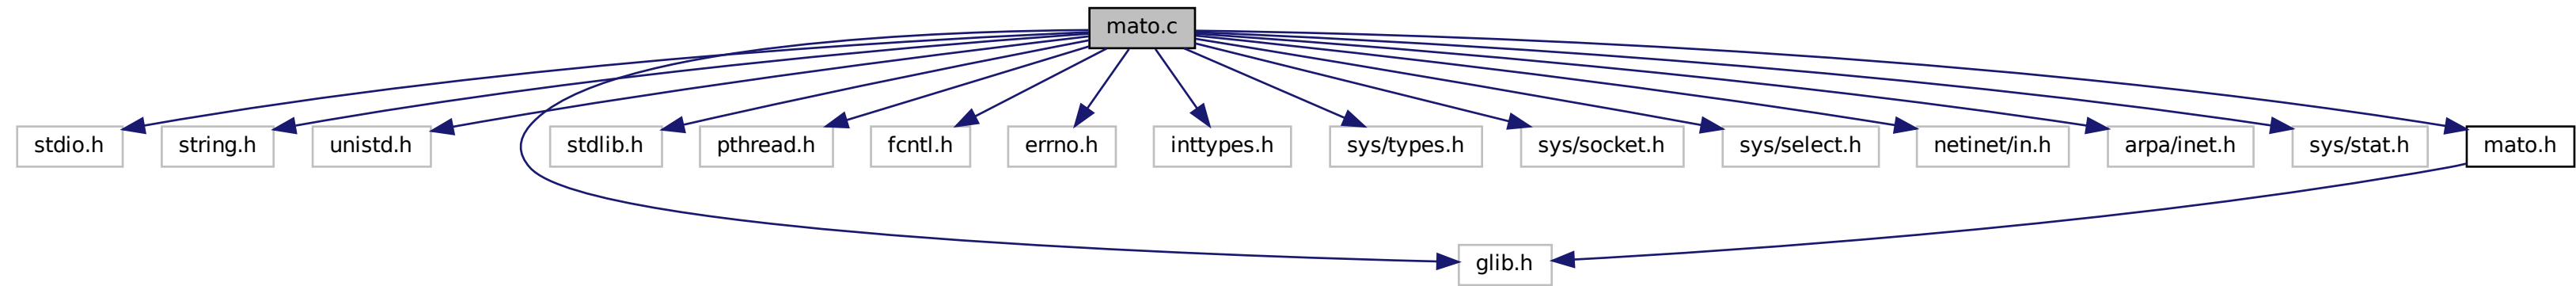 mato.c
stdio.h
string.h
unistd.h
stdlib.h
pthread.h
fcntl.h
errno.h
inttypes.h
sys/types.h
sys/socket.h
sys/select.h
netinet/in.h
arpa/inet.h
sys/stat.h
mato.h
glib.h